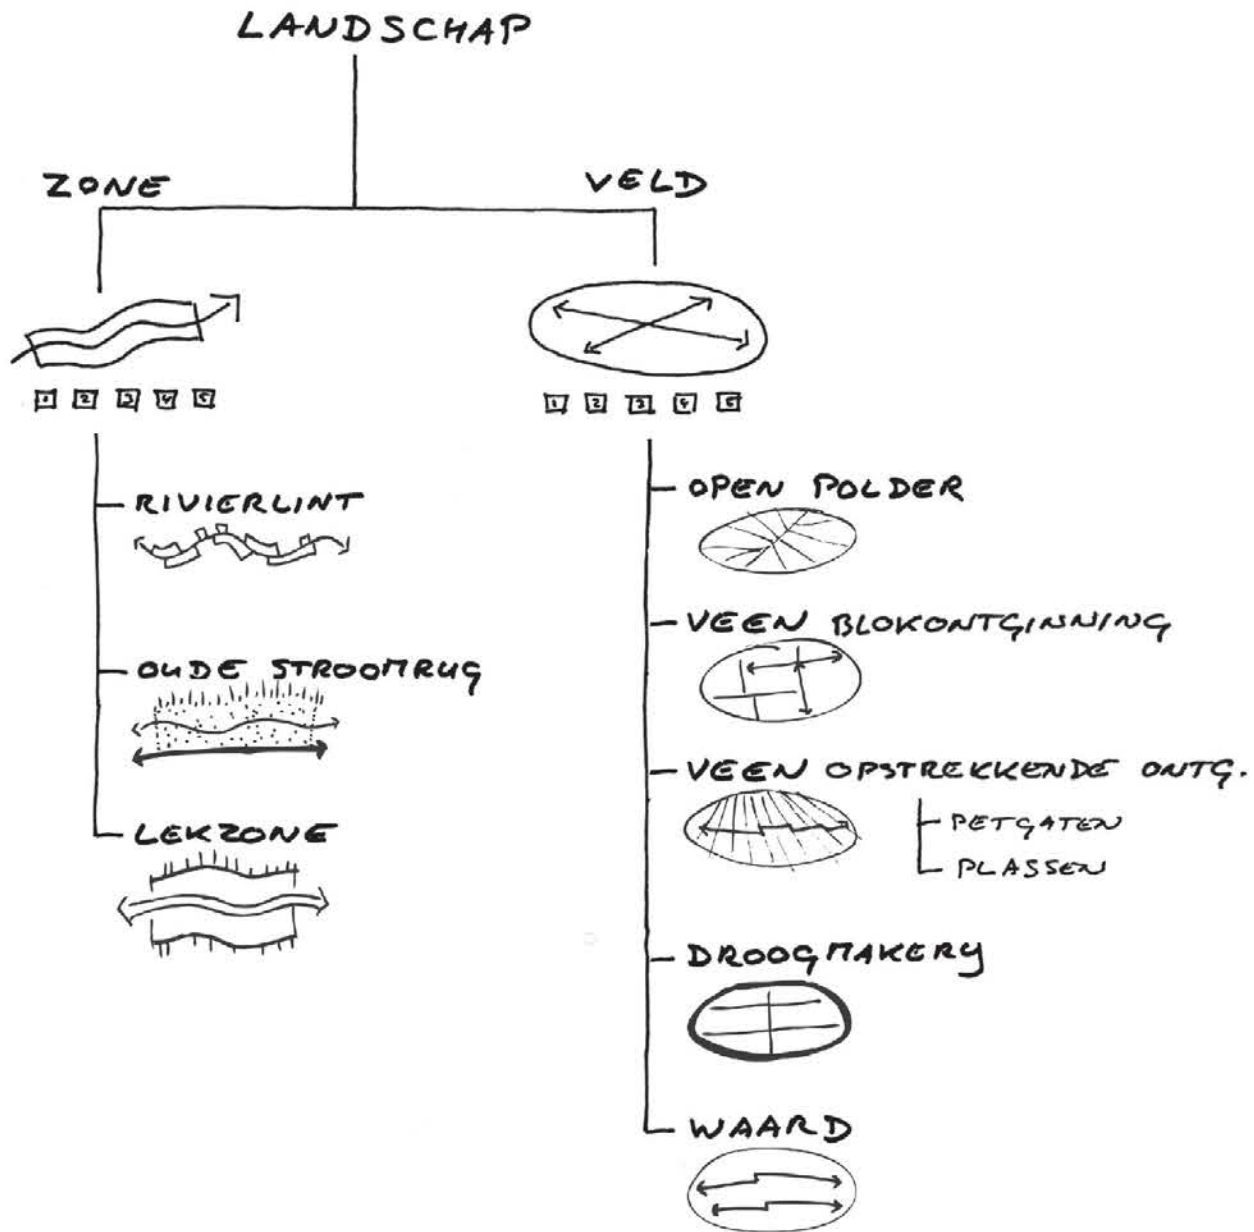 LANDSCHAP
ZONE
VELD
1 2 3 4 5
1 2 3 4 5
RIVIERLINT
OUDE STROOMRUG
LEKZONE
OPEN POLDER
VEEN BLOKONTGINNING
VEEN OPSTREKKENDE ONTG.
PETGATEN
PLASSEN
DROOGMAKERY
WAARD